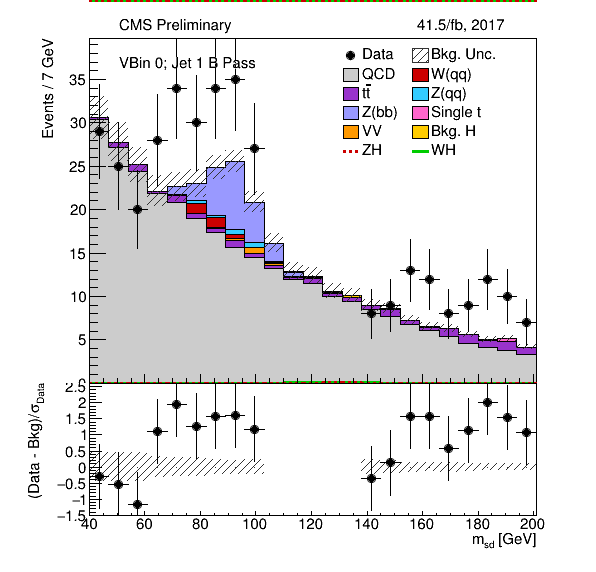 CMS Preliminary 41.5/fb, 2017
VBin 0; Jet 1 B Pass
Data Bkg. Unc.
QCD W(qq)
tt̄ Z(qq)
Z(bb) Single t
VV Bkg. H
ZH WH
Events / 7 GeV
35
30
25
20
15
10
5
(Data - Bkg)/σData
2.5
2
1.5
1
0.5
0
−0.5
−1
−1.5
40 60 80 100 120 140 160 180 200
msd [GeV]